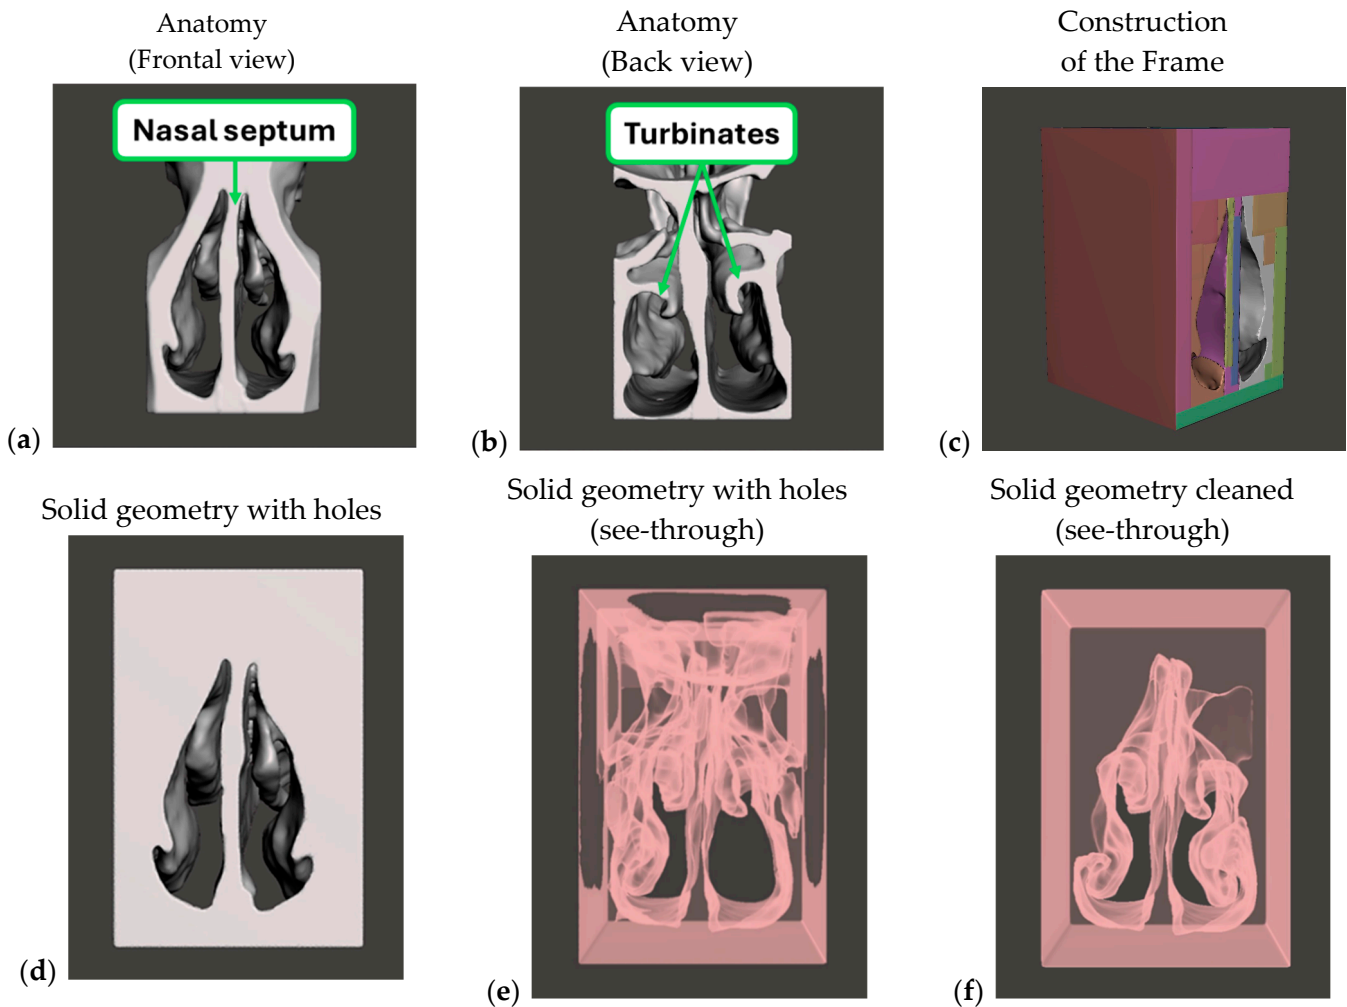 Anatomy
(Frontal view)
Anatomy
(Back view)
Construction
of the Frame
Nasal septum
Turbinates
(a)
(b)
(c)
Solid geometry with holes
Solid geometry with holes
(see-through)
Solid geometry cleaned
(see-through)
(d)
(e)
(f)